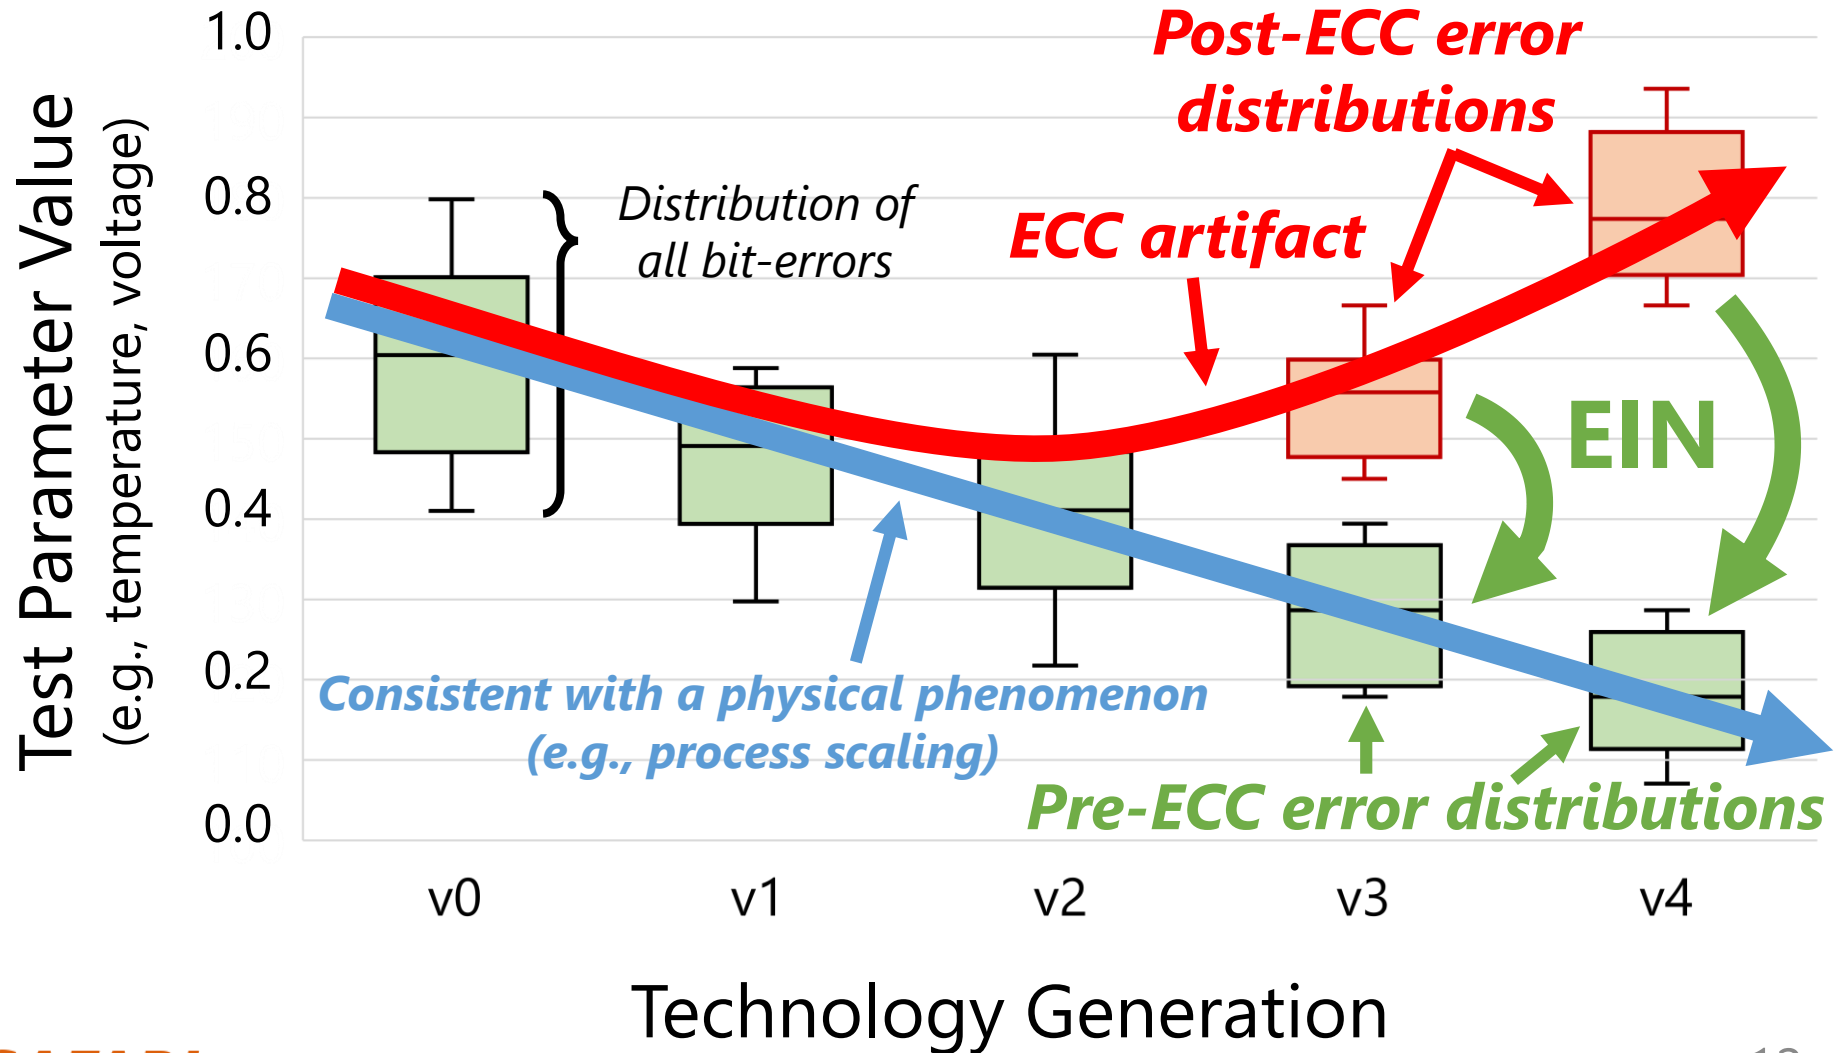 Post-ECC error
distributions
1.0
0.8
0.6
0.4
0.2
0.0
Test Parameter Value
(e.g., temperature, voltage)
Distribution of
all bit-errors
ECC artifact
EIN
Consistent with a physical phenomenon
(e.g., process scaling)
Pre-ECC error distributions
v0 v1 v2 v3 v4
Technology Generation